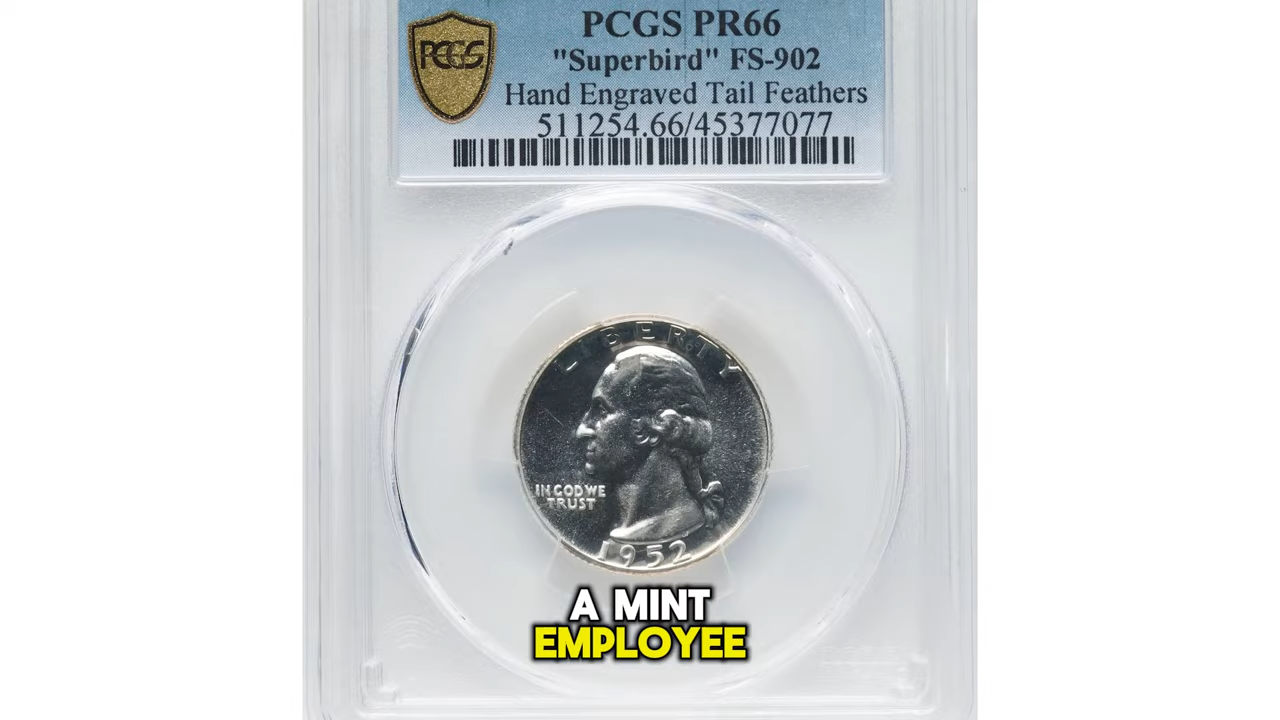 PCGS
PCGS PR66
"Superbird" FS-902
Hand Engraved Tail Feathers
511254.66/45377077
LIBERTY
IN GOD WE
TRUST
1952
A MINT
EMPLOYEE